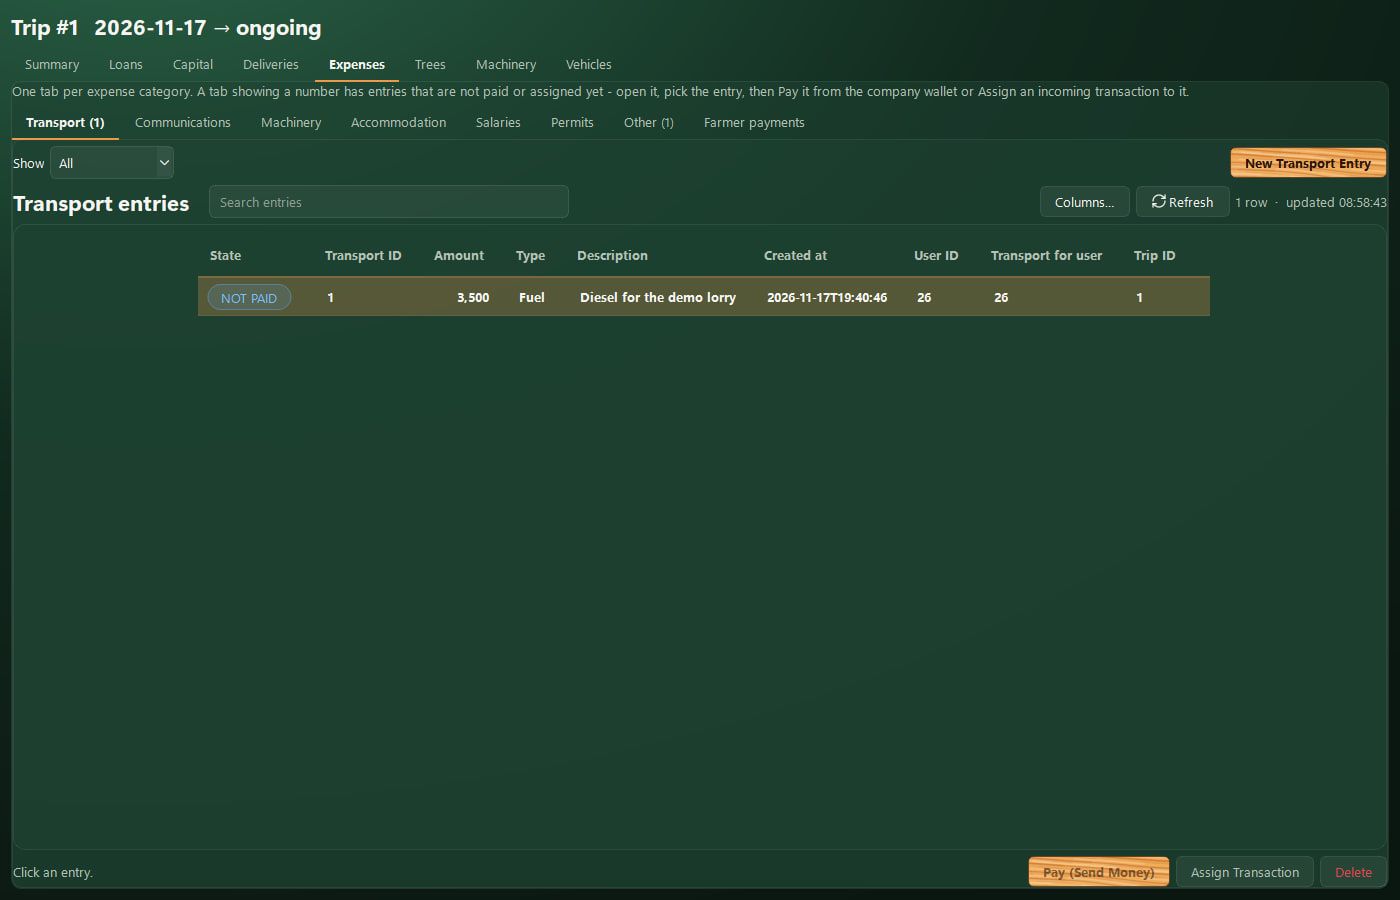 Trip #1 2026-11-17 → ongoing
Summary Loans Capital Deliveries Expenses Trees Machinery Vehicles
One tab per expense category. A tab showing a number has entries that are not paid or assigned yet - open it, pick the entry, then Pay it from the company wallet or Assign an incoming transaction to it.
Transport (1) Communications Machinery Accommodation Salaries Permits Other (1) Farmer payments
Show All New Transport Entry
Transport entries Search entries Columns... Refresh 1 row · updated 08:58:43
State Transport ID Amount Type Description Created at User ID Transport for user Trip ID
NOT PAID 1 3,500 Fuel Diesel for the demo lorry 2026-11-17T19:40:46 26 26 1
Click an entry. Pay (Send Money) Assign Transaction Delete